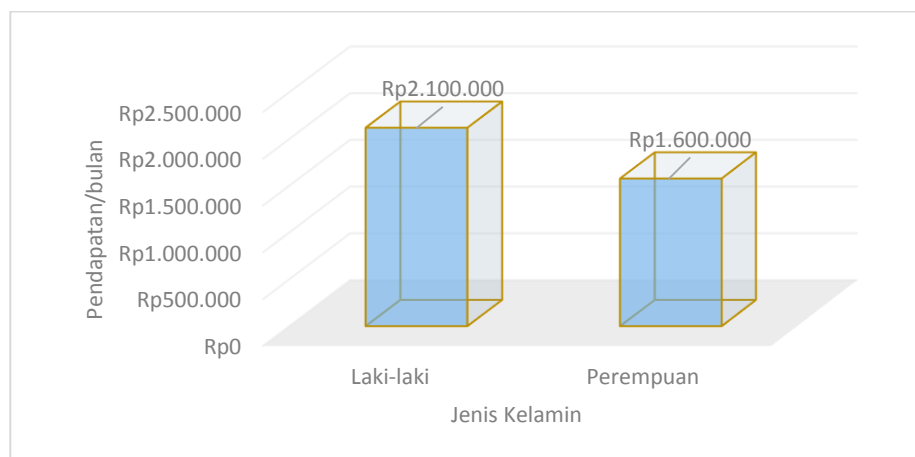 Rp2.100.000
Rp2.500.000
Rp1.600.000
Rp2.000.000
Rp1.500.000
Rp1.000.000
Rp500.000
Rp0
Pendapatan/bulan
Laki-laki
Perempuan
Jenis Kelamin